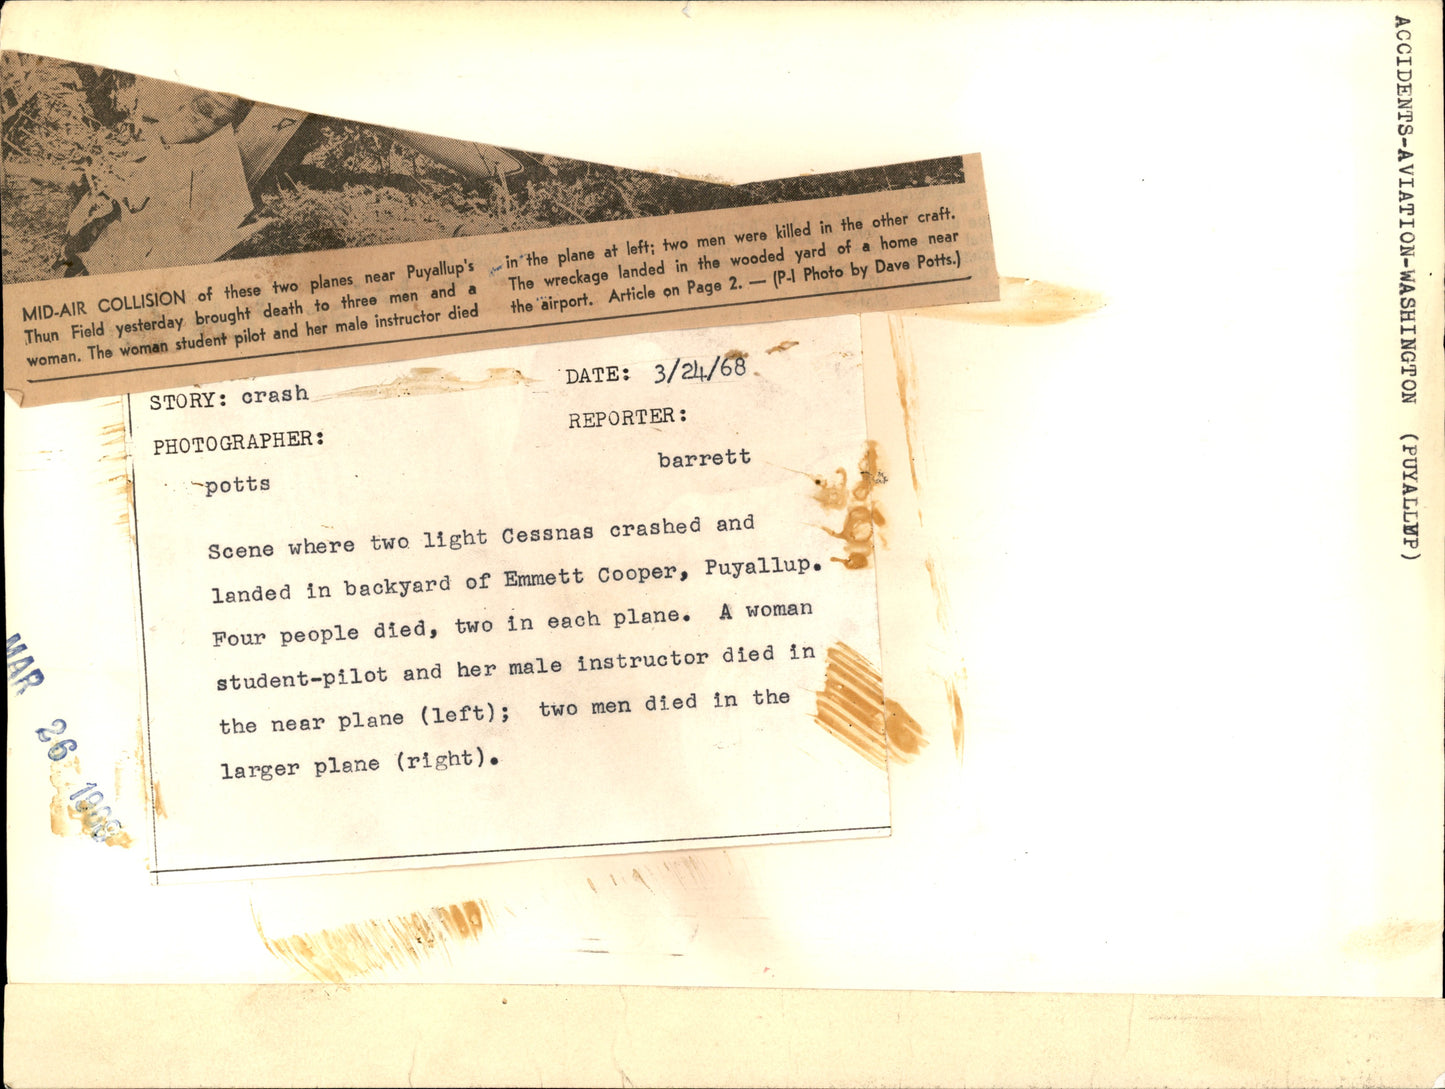 ACCIDENTS-AVIATION-WASHINGTON (PUYALLUP)
MID-AIR COLLISION of these two planes near Puyallup's
Thun Field yesterday brought death to three men and a
woman. The woman student pilot and her male instructor died
in the plane at left; two men were killed in the other craft.
The wreckage landed in the wooded yard of a home near
the airport. Article on Page 2. — (P-I Photo by Dave Potts.)
STORY: crash
DATE: 3/24/68
PHOTOGRAPHER:
REPORTER:
potts
barrett
Scene where two light Cessnas crashed and
landed in backyard of Emmett Cooper, Puyallup.
Four people died, two in each plane. A woman
student-pilot and her male instructor died in
the near plane (left); two men died in the
larger plane (right).
MAR 26 1968